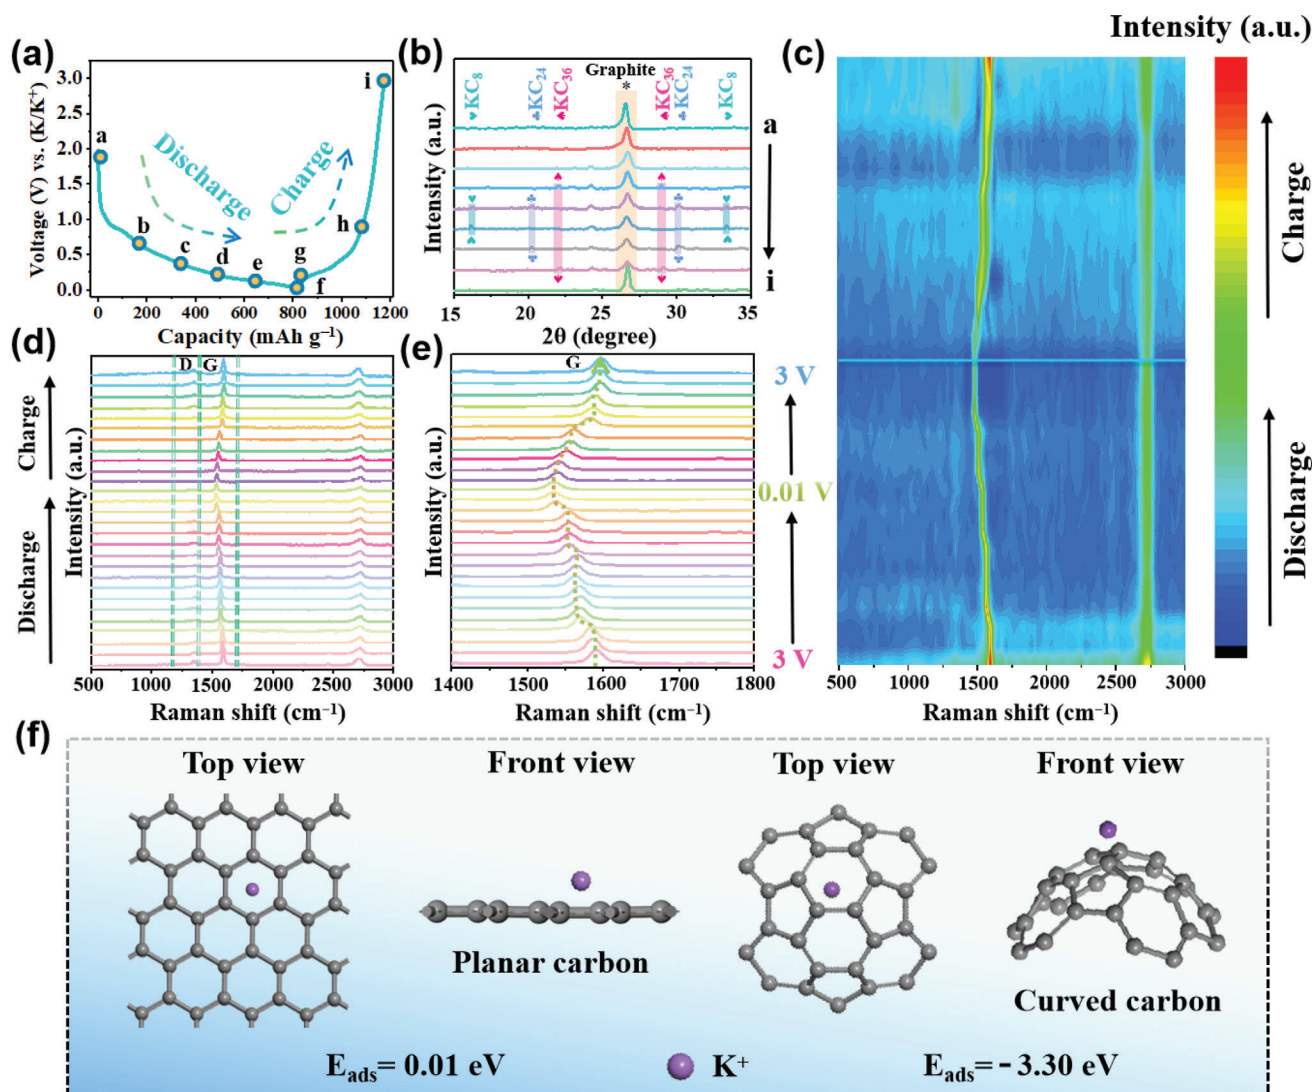 (a)
Voltage (V) vs. (K/K⁺)
3.0
2.5
2.0
1.5
1.0
0.5
0.0
a
b
c
d
e
f
g
h
i
Discharge
Charge
0 200 400 600 800 1000 1200
Capacity (mAh g⁻¹)
(b)
Intensity (a.u.)
♥KC₈
♣KC₂₄
♠KC₃₆
Graphite
*
♠KC₃₆
♣KC₂₄
♥KC₈
a
i
15 20 25 30 35
2θ (degree)
(c)
Intensity (a.u.)
Charge
Discharge
500 1000 1500 2000 2500 3000
Raman shift (cm⁻¹)
(d)
D G
Charge
Discharge
Intensity (a.u.)
500 1000 1500 2000 2500 3000
Raman shift (cm⁻¹)
(e)
G
Intensity (a.u.)
3 V
0.01 V
3 V
1400 1500 1600 1700 1800
Raman shift (cm⁻¹)
(f)
Top view Front view Top view Front view
Planar carbon
Curved carbon
E_ads= 0.01 eV K⁺ E_ads= - 3.30 eV